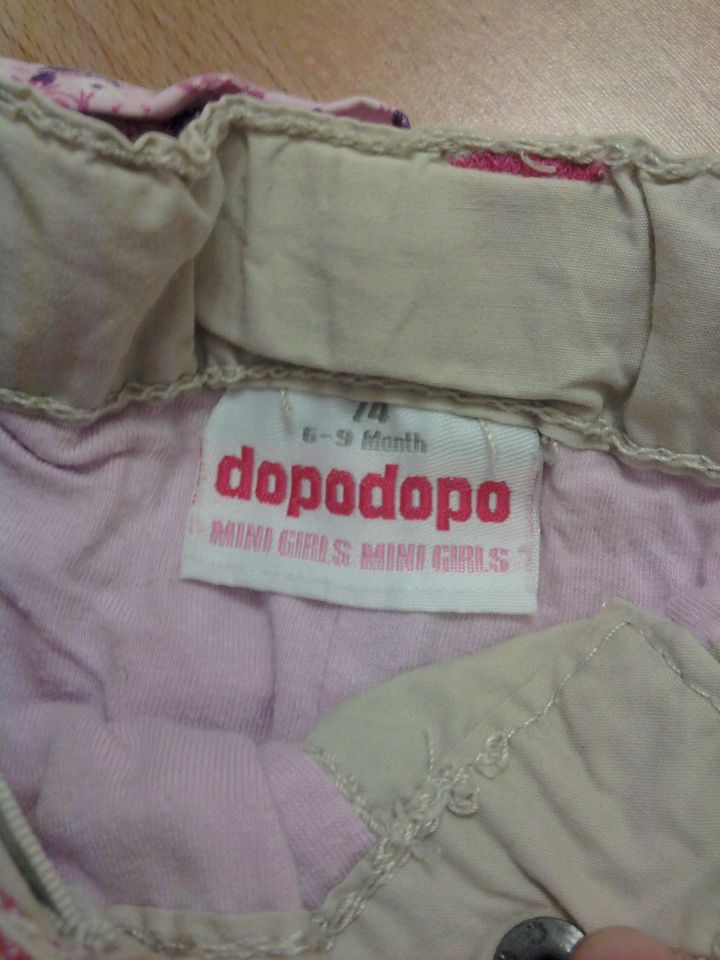 74
6-9 Month
dopodopo
MINI GIRLS MINI GIRLS